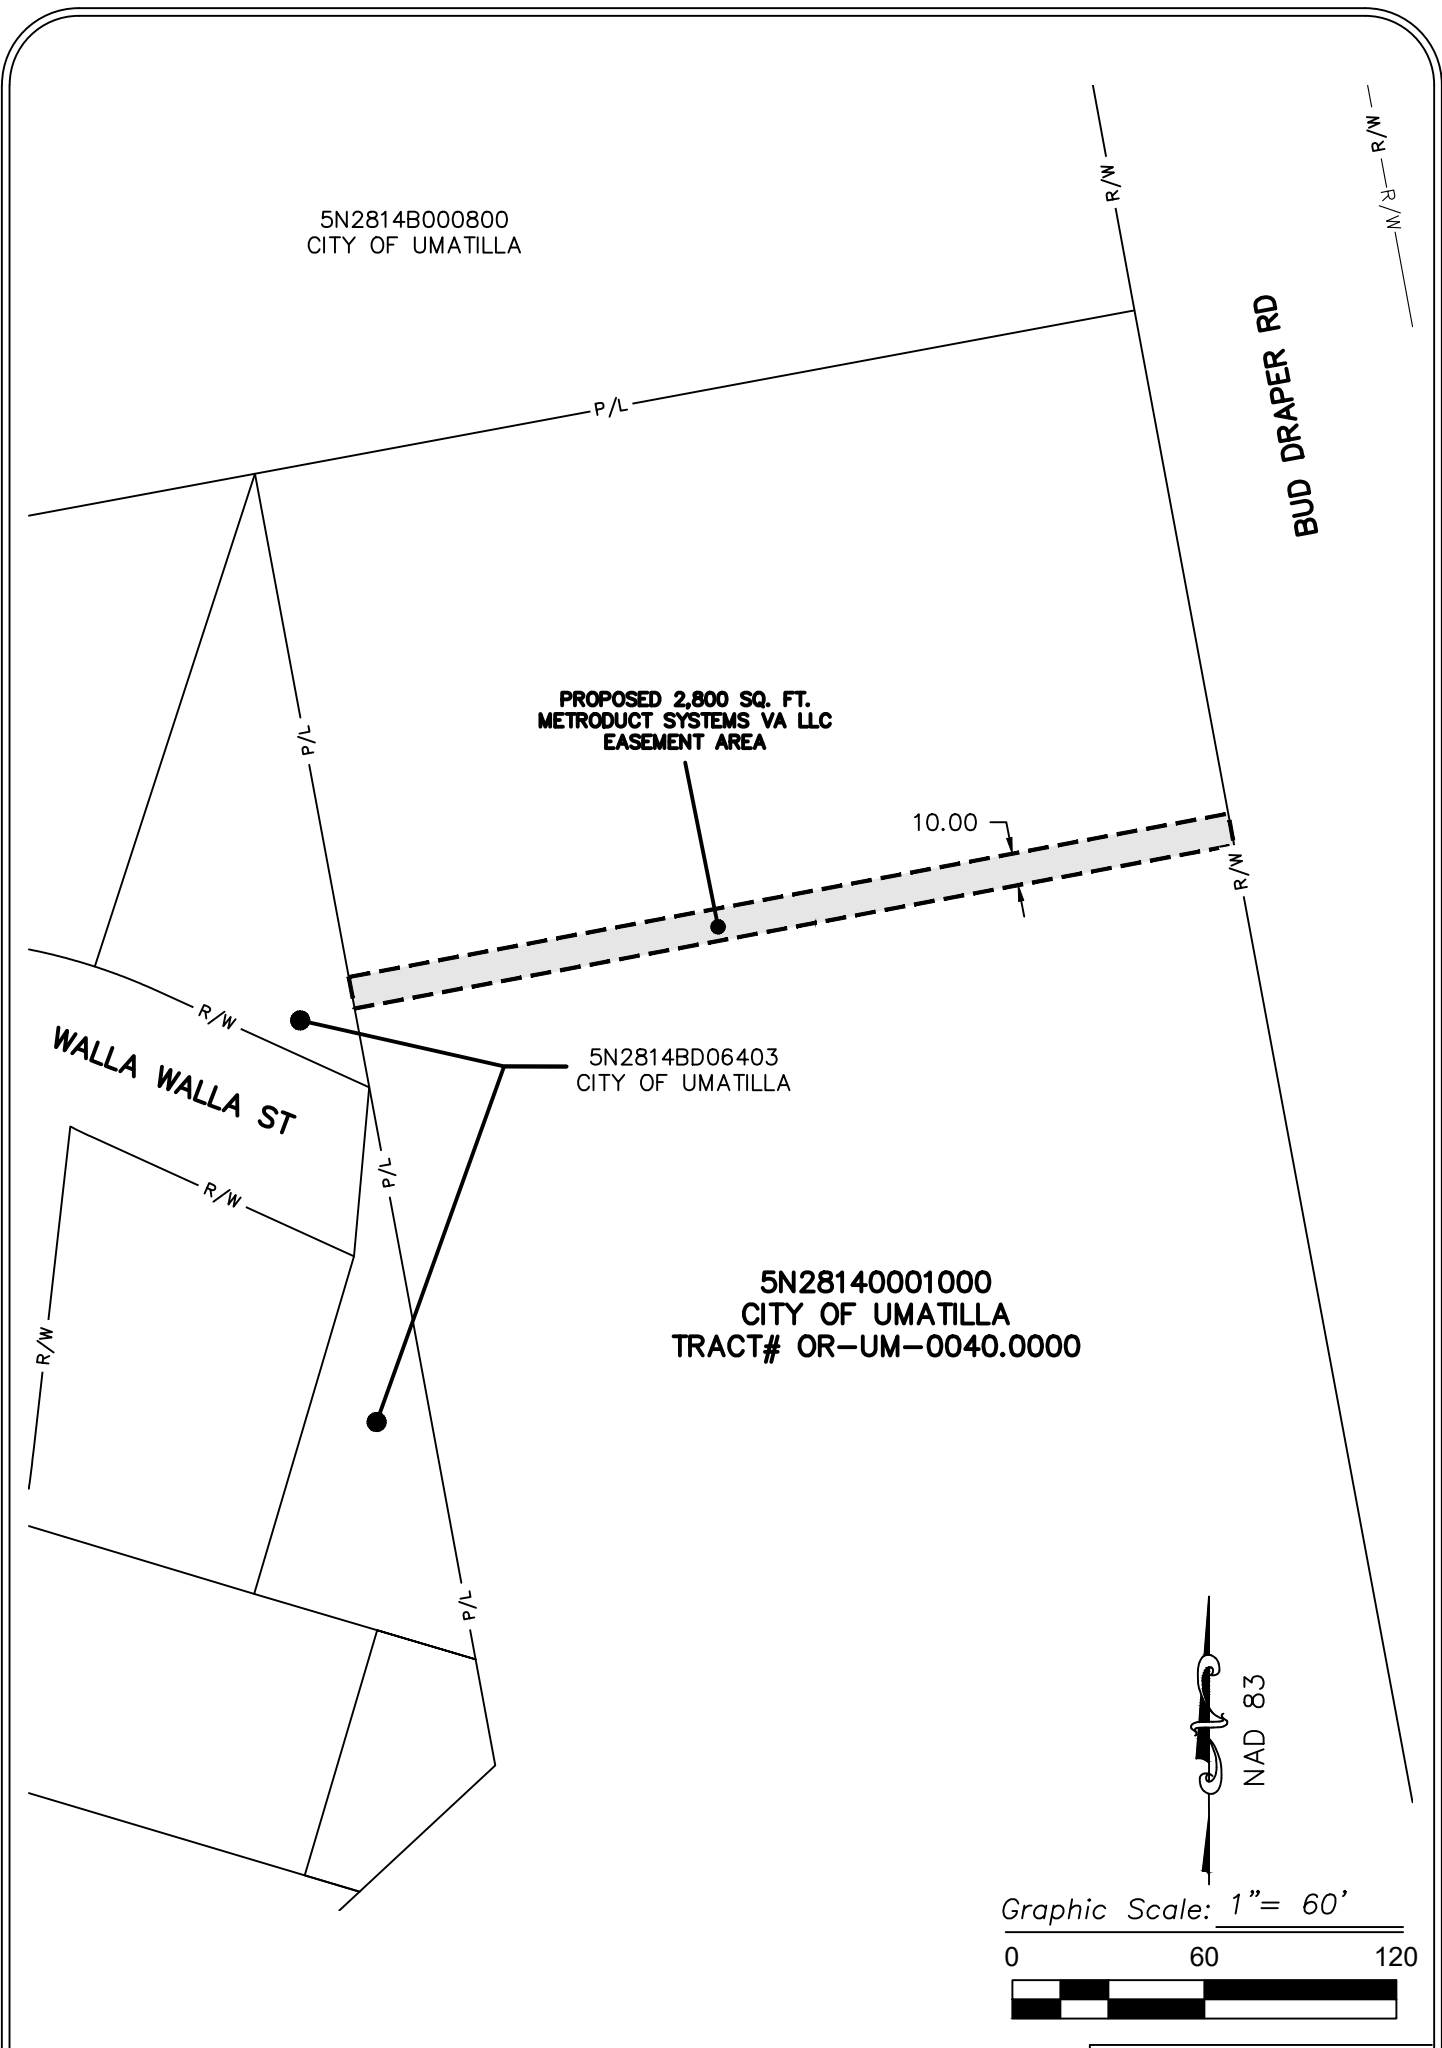 R/W
R/W
R/W
5N2814B000800
CITY OF UMATILLA
BUD DRAPER RD
P/L
PROPOSED 2,800 SQ. FT.
METRODUCT SYSTEMS VA LLC
EASEMENT AREA
P/L
10.00
R/W
R/W
WALLA WALLA ST
5N2814BD06403
CITY OF UMATILLA
P/L
R/W
5N28140001000
CITY OF UMATILLA
TRACT# OR-UM-0040.0000
R/W
P/L
NAD 83
Graphic Scale: 1"= 60'
0 60 120